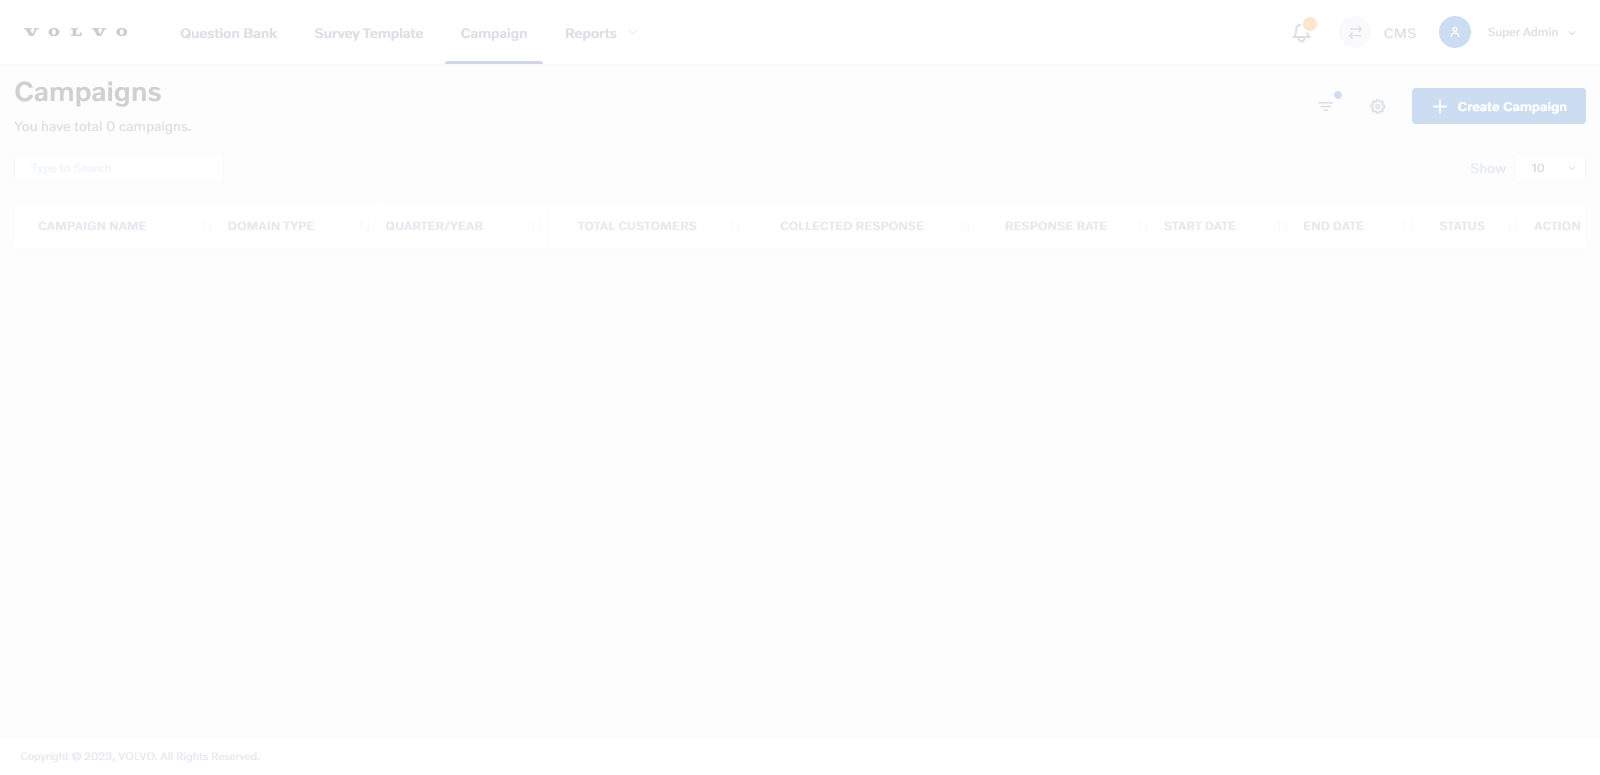 VOLVO Question Bank Survey Template Campaign Reports CMS Super Admin
Campaigns
You have total 0 campaigns.
Create Campaign
Type to Search
Show 10
CAMPAIGN NAME DOMAIN TYPE QUARTER/YEAR TOTAL CUSTOMERS COLLECTED RESPONSE RESPONSE RATE START DATE END DATE STATUS ACTION
Copyright © 2023, VOLVO. All Rights Reserved.